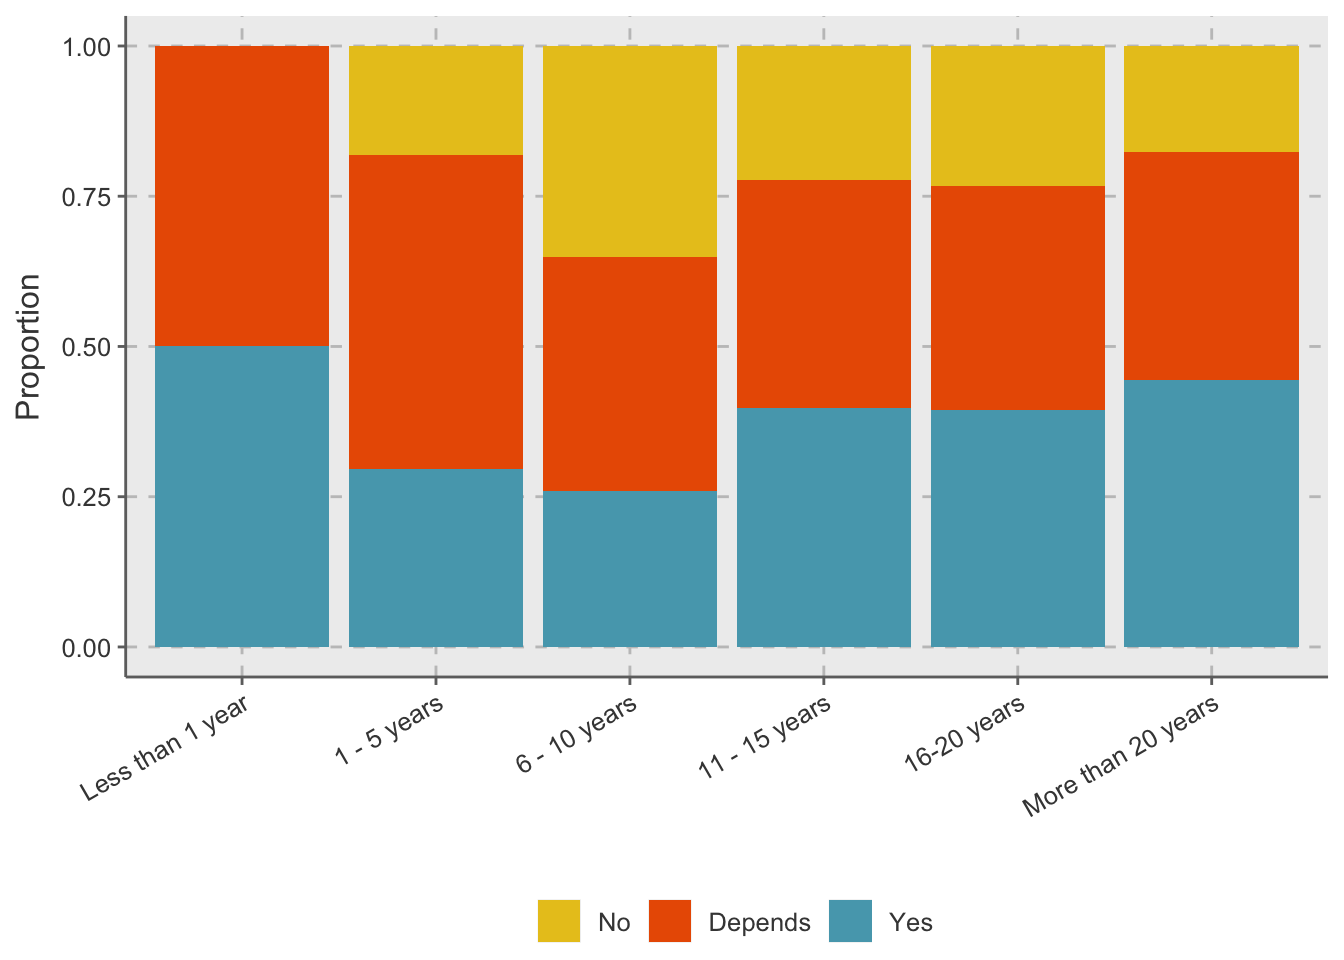 Proportion
1.00
0.75
0.50
0.25
0.00
Less than 1 year
1 - 5 years
6 - 10 years
11 - 15 years
16-20 years
More than 20 years
No
Depends
Yes